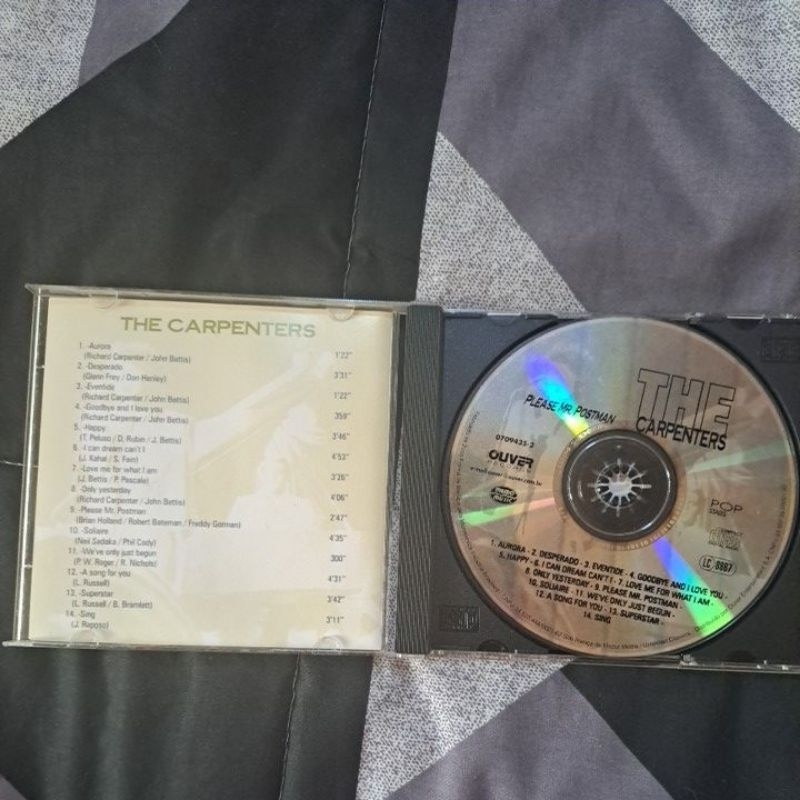 THE CARPENTERS
1. -Aurora
(Richard Carpenter / John Bettis) 1'22"
2. -Desperado
(Glenn Frey / Don Henley) 3'31"
3. -Eventide
(Richard Carpenter / John Bettis) 1'22"
4. -Goodbye and I love you
(Richard Carpenter / John Bettis) 3'59"
5. -Happy
(T. Peluso / D. Rubin / J. Bettis) 3'46"
6. -I can dream can't I
(J. Kahal / S. Fain) 4'53"
7. -Love me for what I am
(J. Bettis / P. Pescale) 3'26"
8. -Only yesterday
(Richard Carpenter / John Bettis) 4'06"
9. -Please Mr. Postman
(Brian Holland / Robert Bateman / Freddy Gorman) 2'47"
10. -Soliaire
(Neil Sedaka / Phil Cody) 4'35"
11. -We've only just begun
(P. W. Roger / R. Nichols) 300"
12. -A song for you
(L. Russell) 4'31"
13. -Superstar
(L. Russell / B. Bramlett) 3'42"
14. -Sing
(J. Raposo) 3'11"
THE
CARPENTERS
PLEASE MR. POSTMAN
0709435-2
OLIVER
RECORDS
POP
STARS
LC 8867
1. AURORA - 2. DESPERADO - 3. EVENTIDE - 4. GOODBYE AND I LOVE YOU -
5. HAPPY - 6. I CAN DREAM CAN'T I - 7. LOVE ME FOR WHAT I AM -
8. ONLY YESTERDAY - 9. PLEASE MR. POSTMAN -
10. SOLIAIRE - 11. WE'VE ONLY JUST BEGUN -
12. A SONG FOR YOU - 13. SUPERSTAR -
14. SING